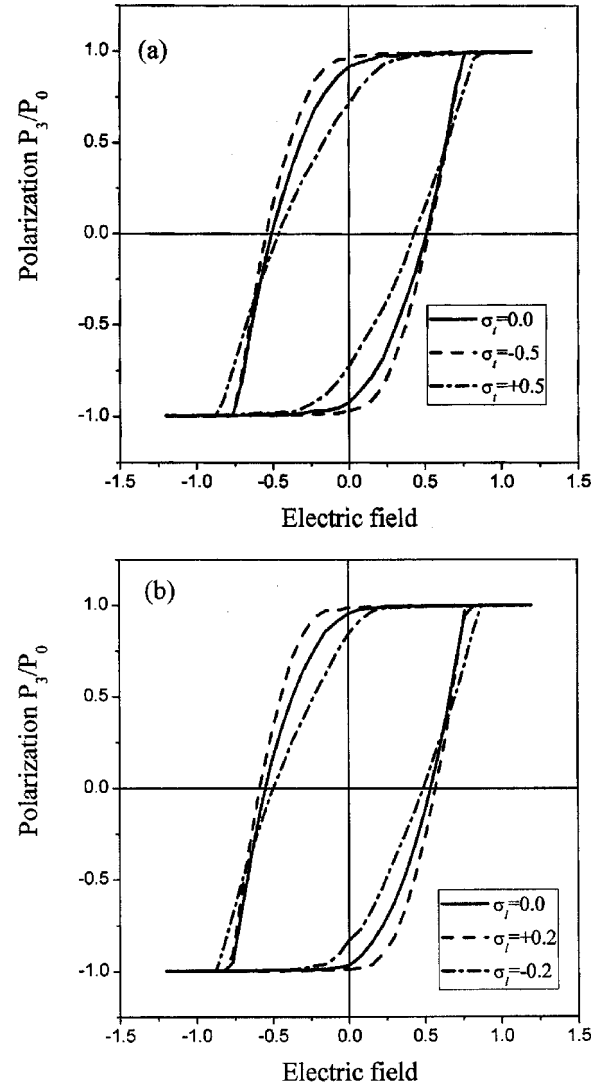 (a)
1.0
0.5
0.0
-0.5
-1.0
Polarization P₃/P₀
σₜ=0.0
σₜ=-0.5
σₜ=+0.5
-1.5 -1.0 -0.5 0.0 0.5 1.0 1.5
Electric field
(b)
1.0
0.5
0.0
-0.5
-1.0
Polarization P₃/P₀
σₗ=0.0
σₗ=+0.2
σₗ=-0.2
-1.5 -1.0 -0.5 0.0 0.5 1.0 1.5
Electric field